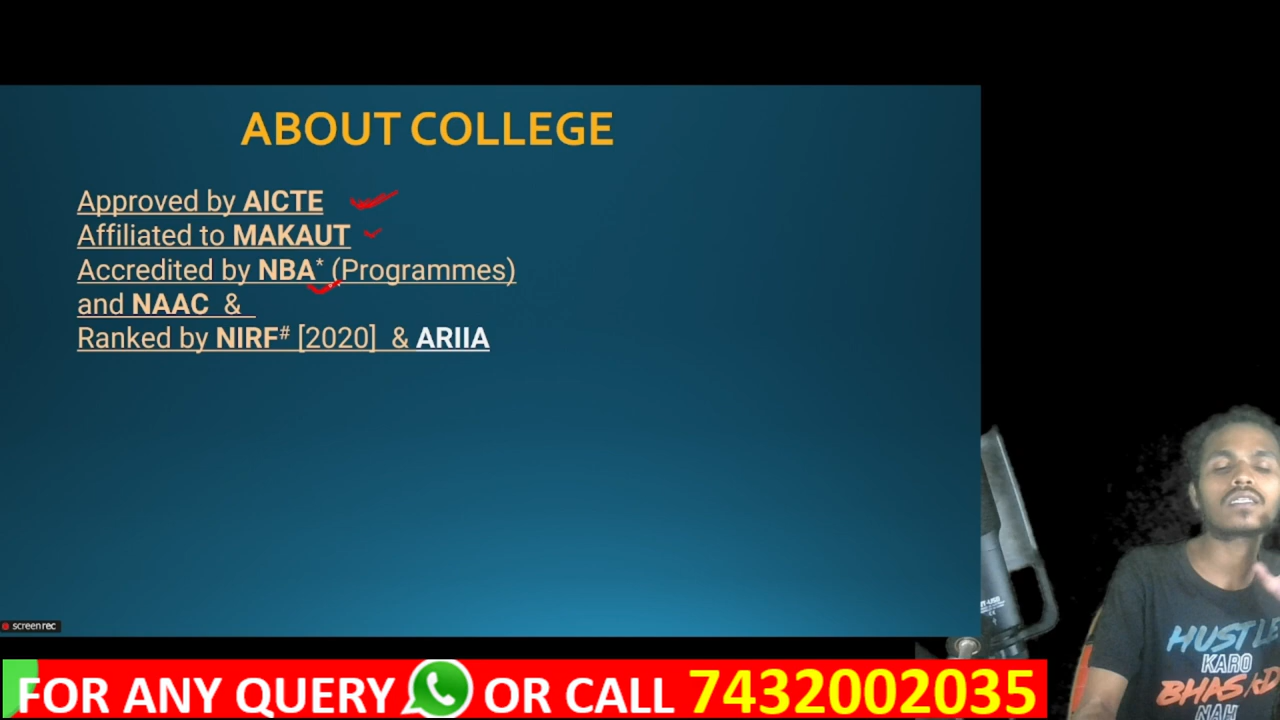 ABOUT COLLEGE
Approved by AICTE
Affiliated to MAKAUT
Accredited by NBA* (Programmes)
and NAAC &
Ranked by NIRF# [2020] & ARIIA
screenrec
FOR ANY QUERY OR CALL 7432002035
HUSTLE
KARO
NAH